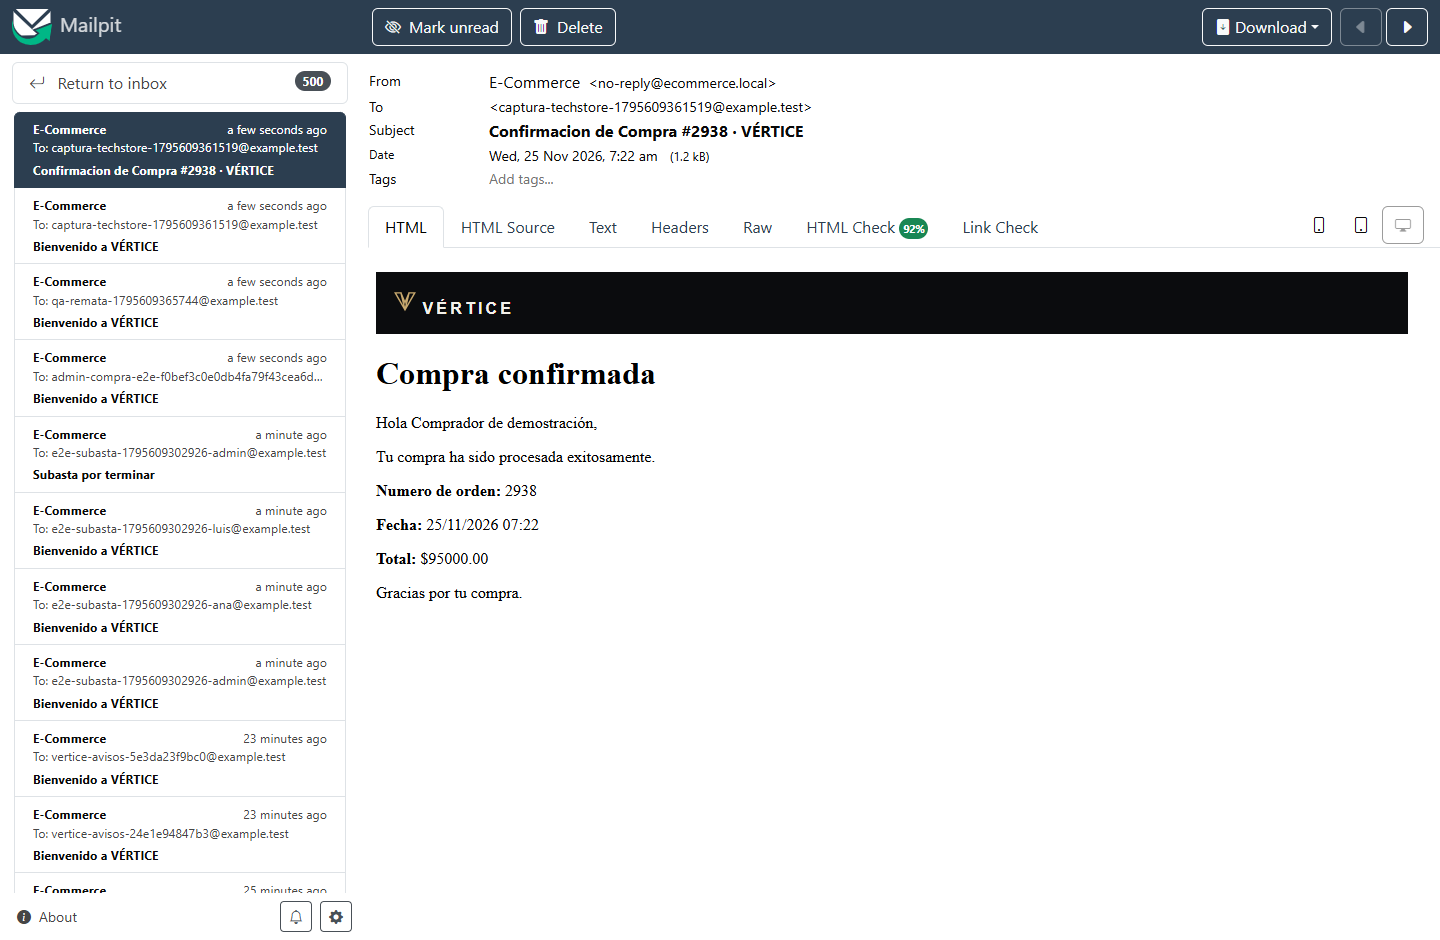 Mailpit
Mark unread
Delete
Download
Return to inbox
500
E-Commerce a few seconds ago
To: captura-techstore-1795609361519@example.test
Confirmacion de Compra #2938 · VÉRTICE
E-Commerce a few seconds ago
To: captura-techstore-1795609361519@example.test
Bienvenido a VÉRTICE
E-Commerce a few seconds ago
To: qa-remata-1795609365744@example.test
Bienvenido a VÉRTICE
E-Commerce a few seconds ago
To: admin-compra-e2e-f0bef3c0e0db4fa79f43cea6d...
Bienvenido a VÉRTICE
E-Commerce a minute ago
To: e2e-subasta-1795609302926-admin@example.test
Subasta por terminar
E-Commerce a minute ago
To: e2e-subasta-1795609302926-luis@example.test
Bienvenido a VÉRTICE
E-Commerce a minute ago
To: e2e-subasta-1795609302926-ana@example.test
Bienvenido a VÉRTICE
E-Commerce a minute ago
To: e2e-subasta-1795609302926-admin@example.test
Bienvenido a VÉRTICE
E-Commerce 23 minutes ago
To: vertice-avisos-5e3da23f9bc0@example.test
Bienvenido a VÉRTICE
E-Commerce 23 minutes ago
To: vertice-avisos-24e1e94847b3@example.test
Bienvenido a VÉRTICE
E-Commerce 25 minutes ago
About
From E-Commerce <no-reply@ecommerce.local>
To <captura-techstore-1795609361519@example.test>
Subject Confirmacion de Compra #2938 · VÉRTICE
Date Wed, 25 Nov 2026, 7:22 am (1.2 kB)
Tags Add tags...
HTML HTML Source Text Headers Raw HTML Check 92% Link Check
VÉRTICE
Compra confirmada
Hola Comprador de demostración,
Tu compra ha sido procesada exitosamente.
Numero de orden: 2938
Fecha: 25/11/2026 07:22
Total: $95000.00
Gracias por tu compra.